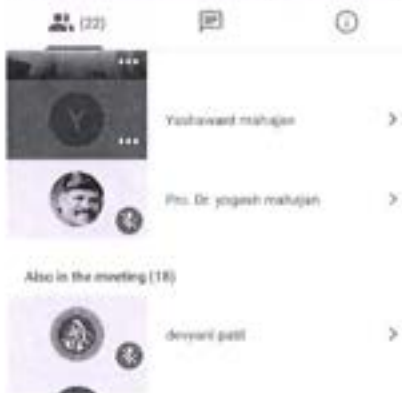 (22)
Y
Yashawant mahajan
Pro. Dr. yogesh mahajan
Also in the meeting (18)
devyani patil